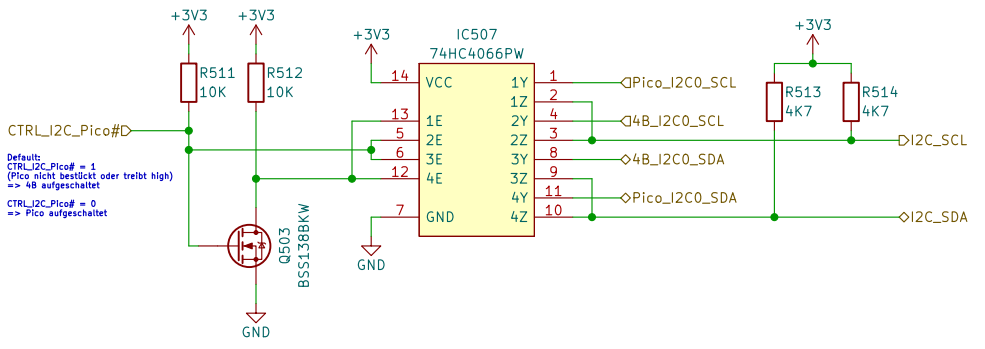 +3V3
+3V3
R511
10K
R512
10K
CTRL_I2C_Pico#
Default:
CTRL_I2C_Pico# = 1
(Pico nicht bestückt oder treibt high)
=> 4B aufgeschaltet
CTRL_I2C_Pico# = 0
=> Pico aufgeschaltet
Q503
BSS138BKW
GND
+3V3
GND
IC507
74HC4066PW
14 VCC
13 1E
5 2E
6 3E
12 4E
7 GND
1Y 1
1Z 2
2Y 4
2Z 3
3Y 8
3Z 9
4Y 11
4Z 10
Pico_I2C0_SCL
4B_I2C0_SCL
4B_I2C0_SDA
Pico_I2C0_SDA
+3V3
R513
4K7
R514
4K7
I2C_SCL
I2C_SDA